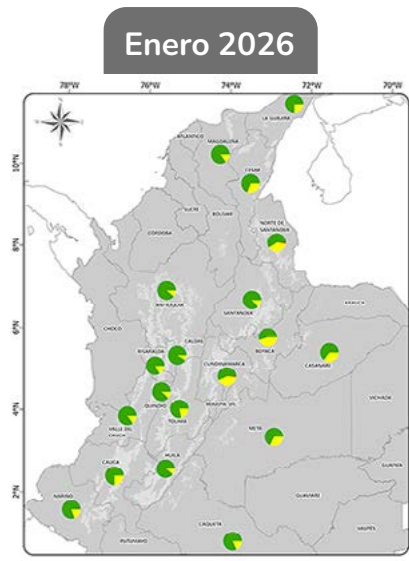 Enero 2026
78°W 76°W 74°W 72°W 70°W
LA GUAJIRA
ATLANTICO
MAGDALENA
10°N
CESAR
SUCRE
BOLIVAR
NORTE DE
SANTANDER
CORDOBA
8°N
ANTIOQUIA
SANTANDER
ARAUCA
6°N
CHOCO
CALDAS
BOYACA
RISARALDA
CUNDINAMARCA
CASANARE
QUINDIO
VICHADA
4°N
TOLIMA
VALLE DEL
CAUCA
META
HUILA
CAUCA
GUAINIA
2°N
GUAVIARE
NARIÑO
CAQUETA
VAUPES
PUTUMAYO